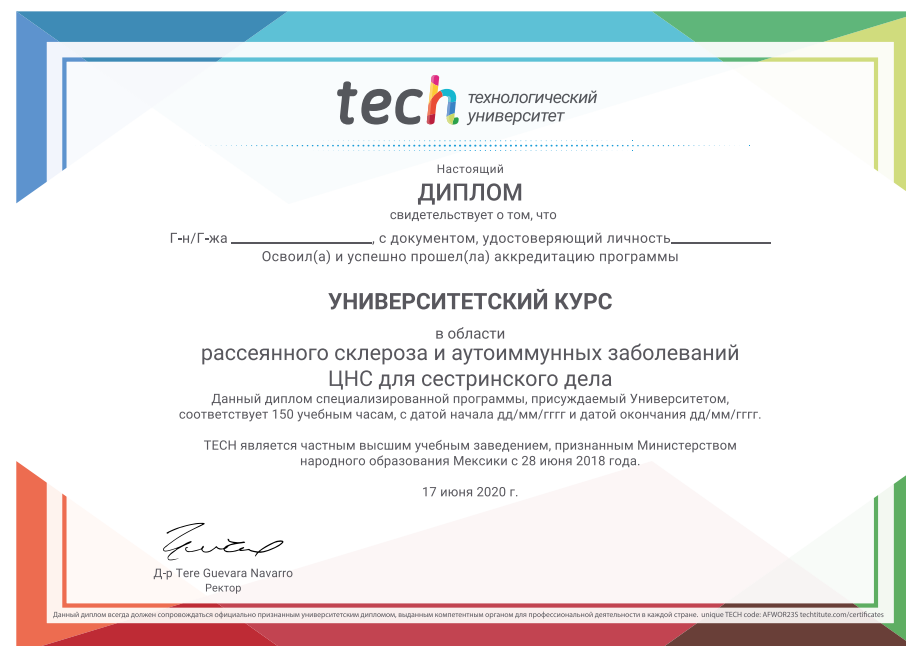 tech технологический
университет
Настоящий
ДИПЛОМ
свидетельствует о том, что
Г-н/Г-жа ________________, с документом, удостоверяющий личность____________
Освоил(а) и успешно прошел(ла) аккредитацию программы
УНИВЕРСИТЕТСКИЙ КУРС
в области
рассеянного склероза и аутоиммунных заболеваний
ЦНС для сестринского дела
Данный диплом специализированной программы, присуждаемый Университетом,
соответствует 150 учебным часам, с датой начала дд/мм/гггг и датой окончания дд/мм/гггг.
TECH является частным высшим учебным заведением, признанным Министерством
народного образования Мексики с 28 июня 2018 года.
17 июня 2020 г.
Д-р Tere Guevara Navarro
Ректор
Данный диплом всегда должен сопровождаться официально признанным университетским дипломом, выданным компетентным органом для профессиональной деятельности в каждой стране. unique TECH code: AFWOR23S techtitute.com/certificates